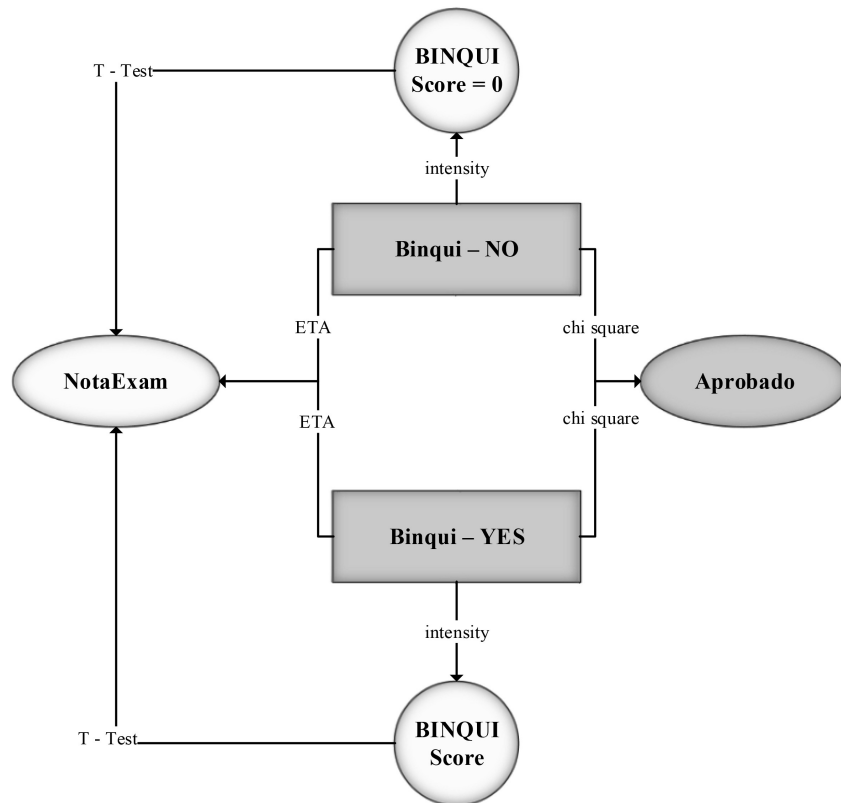 BINQUI
Score = 0
T - Test
intensity
Binqui – NO
ETA
chi square
NotaExam
Aprobado
ETA
chi square
Binqui – YES
intensity
BINQUI
Score
T - Test